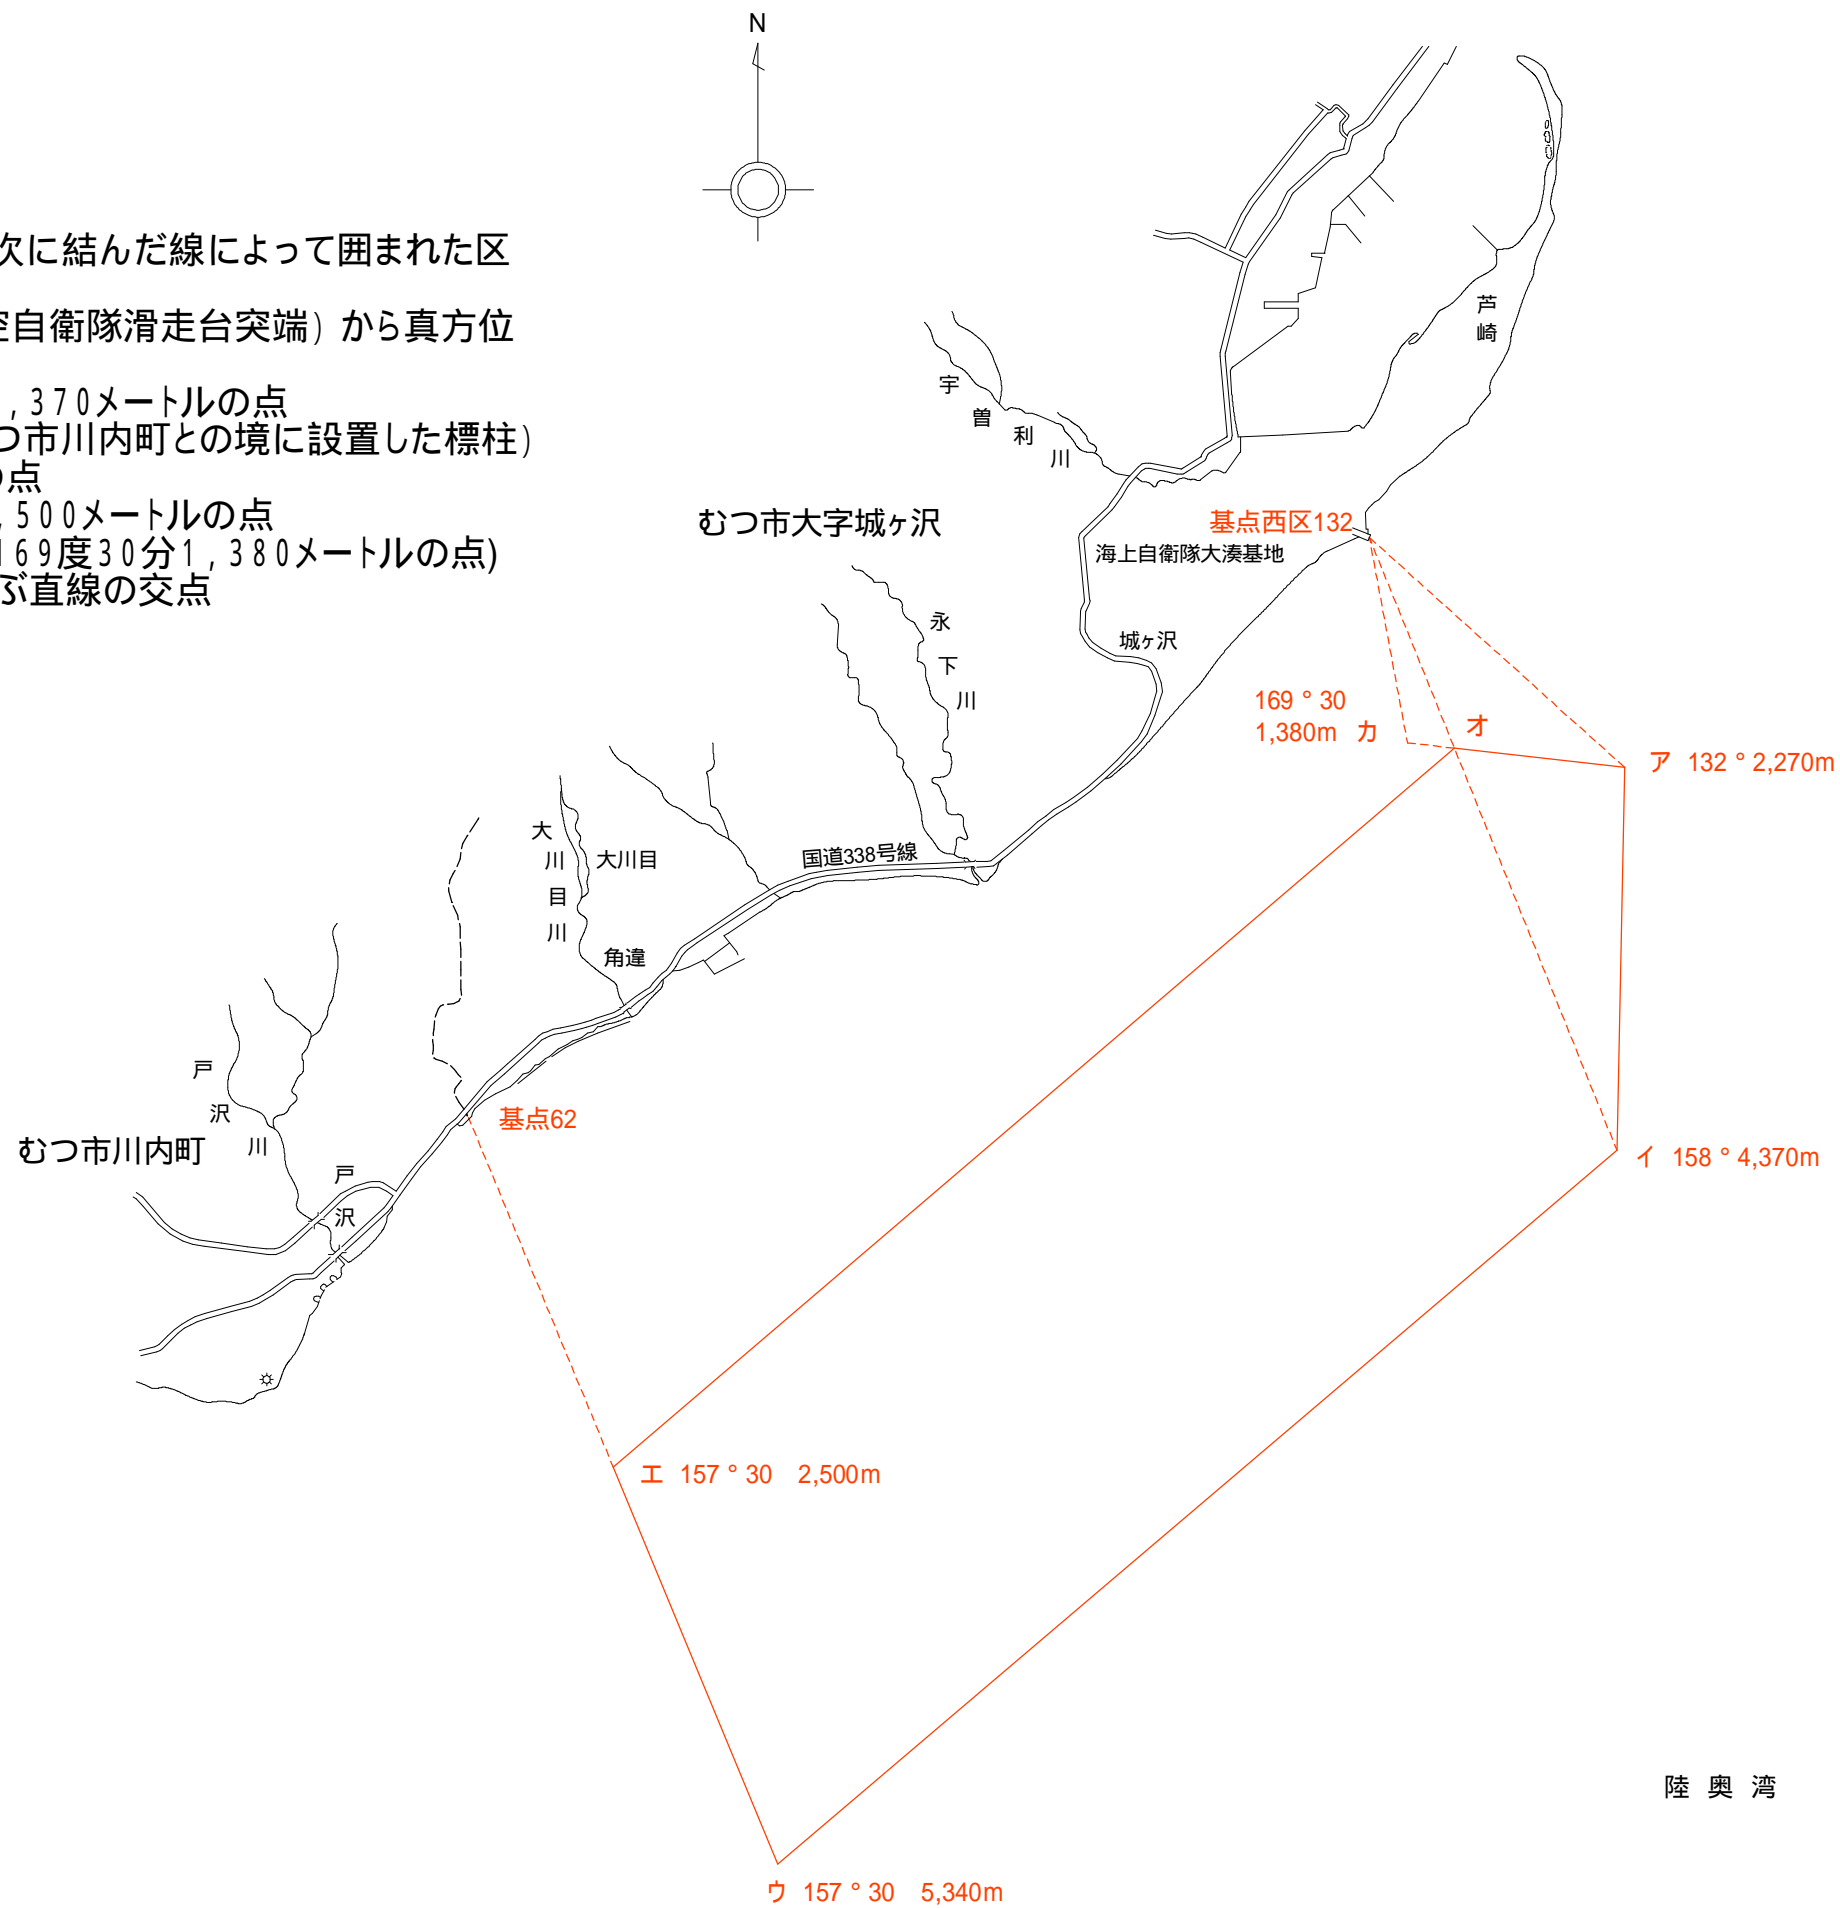 N
次に結んだ線によって囲まれた区
自衛隊滑走台突端)から真方位
,370メートルの点
つ市川内町との境に設置した標柱)
の点
,500メートルの点
169度30分1,380メートルの点)
ぶ直線の交点
芦崎
宇曽利川
むつ市大字城ヶ沢
基点西区132
海上自衛隊大湊基地
永下川
城ヶ沢
169°30
1,380m カ
オ
ア 132°2,270m
大川目川
大川目
国道338号線
角違
戸沢川
基点62
むつ市川内町
戸沢
イ 158°4,370m
エ 157°30 2,500m
陸奥湾
ウ 157°30 5,340m